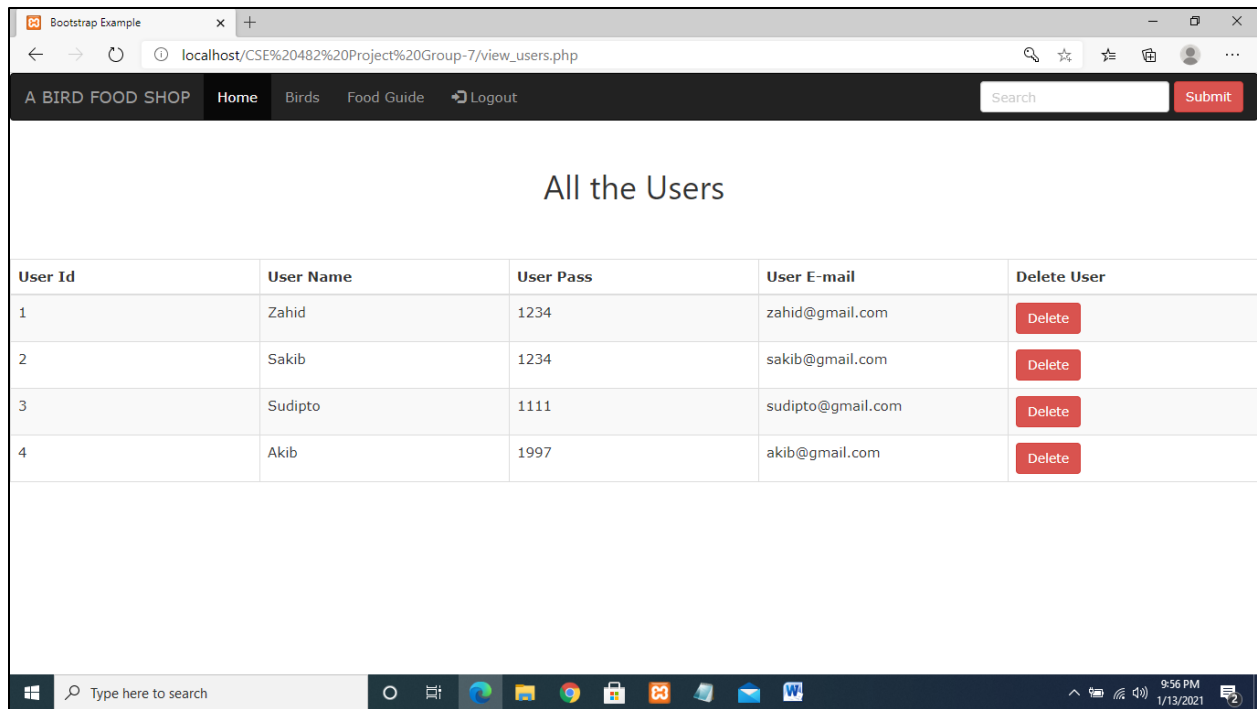 Bootstrap Example
localhost/CSE%20482%20Project%20Group-7/view_users.php
A BIRD FOOD SHOP Home Birds Food Guide Logout Search Submit
All the Users
User Id User Name User Pass User E-mail Delete User
1 Zahid 1234 zahid@gmail.com Delete
2 Sakib 1234 sakib@gmail.com Delete
3 Sudipto 1111 sudipto@gmail.com Delete
4 Akib 1997 akib@gmail.com Delete
Type here to search
9:56 PM
1/13/2021
2